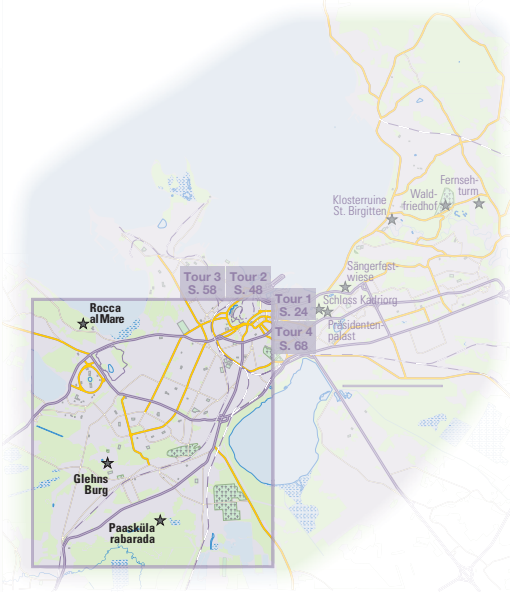 Fernseh-
turm
Wald-
friedhof
Klosterruine
St. Birgitten
Sängerfest-
wiese
Tour 3
S. 58
Tour 2
S. 48
Tour 1
S. 24
Schloss Kadriorg
Präsidenten-
palast
Tour 4
S. 68
Rocca
al Mare
Glehns
Burg
Paasküla
rabarada